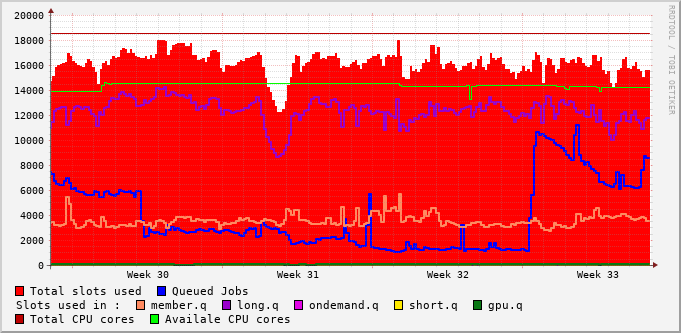 20000
18000
16000
14000
12000
10000
8000
6000
4000
2000
0
Week 30 Week 31 Week 32 Week 33
RRDTOOL / TOBI OETIKER
Total slots used Queued Jobs
Slots used in : member.q long.q ondemand.q short.q gpu.q
Total CPU cores Availale CPU cores